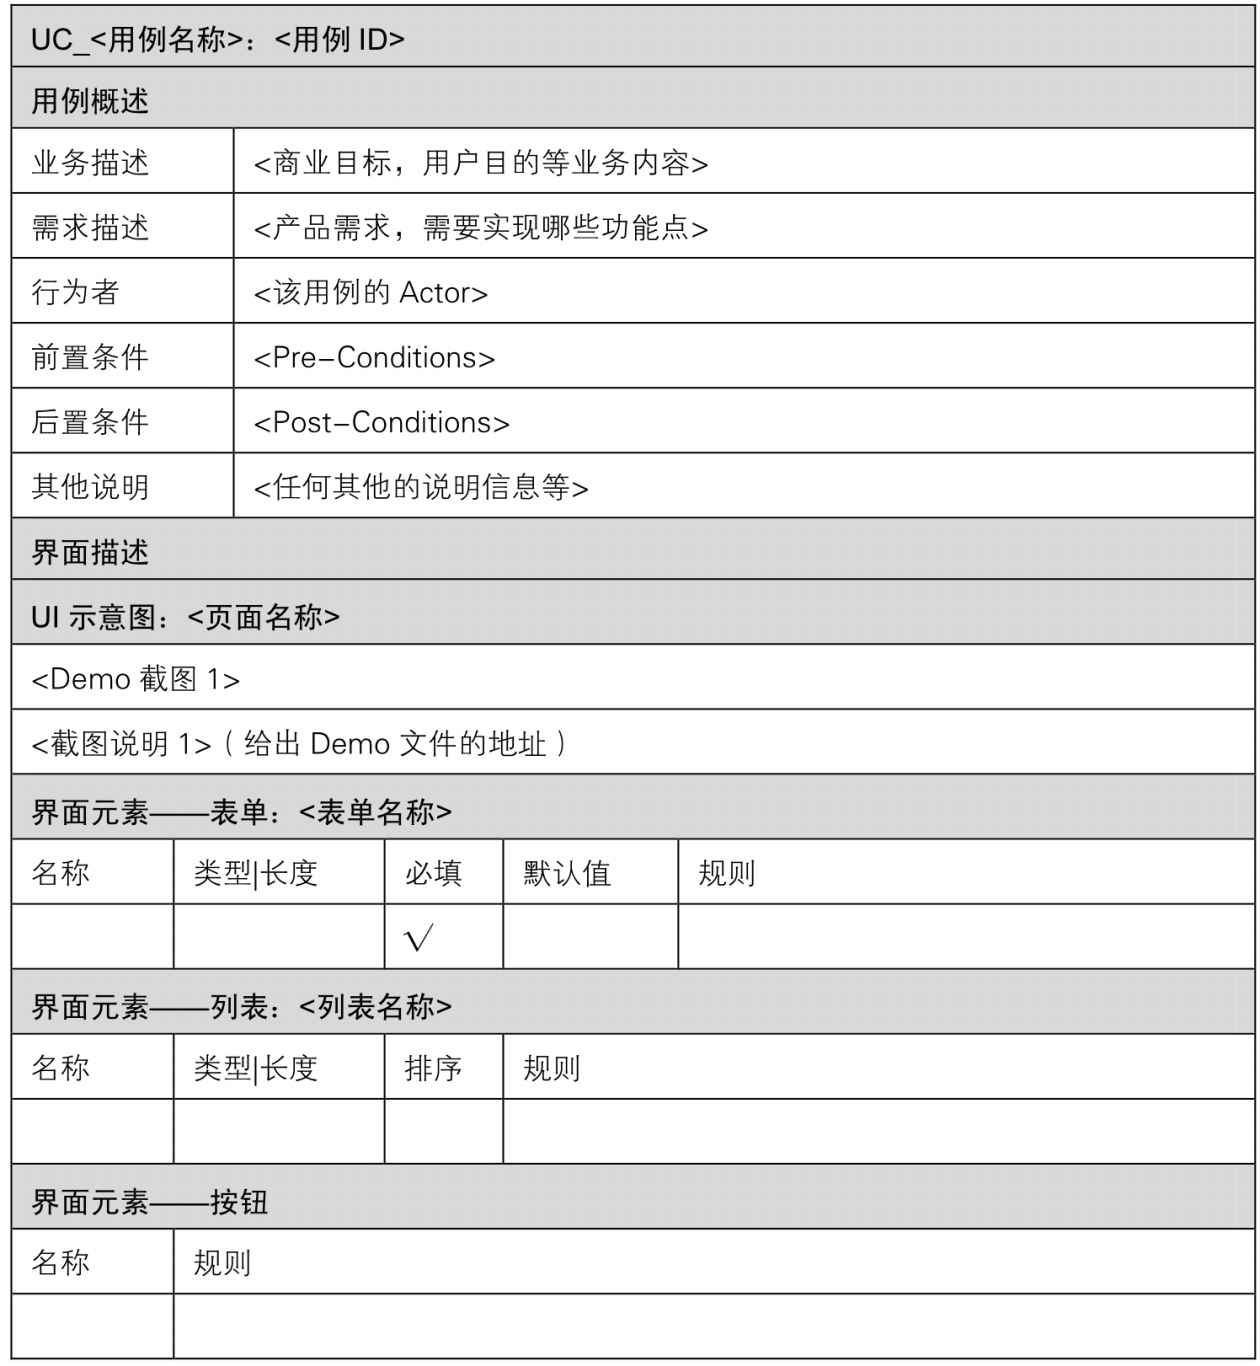 UC_<用例名称>：<用例 ID>
用例概述
业务描述 <商业目标，用户目的等业务内容>
需求描述 <产品需求，需要实现哪些功能点>
行为者 <该用例的 Actor>
前置条件 <Pre-Conditions>
后置条件 <Post-Conditions>
其他说明 <任何其他的说明信息等>
界面描述
UI 示意图：<页面名称>
<Demo 截图 1>
<截图说明 1>（给出 Demo 文件的地址）
界面元素——表单：<表单名称>
名称 类型|长度 必填 默认值 规则
√
界面元素——列表：<列表名称>
名称 类型|长度 排序 规则
界面元素——按钮
名称 规则